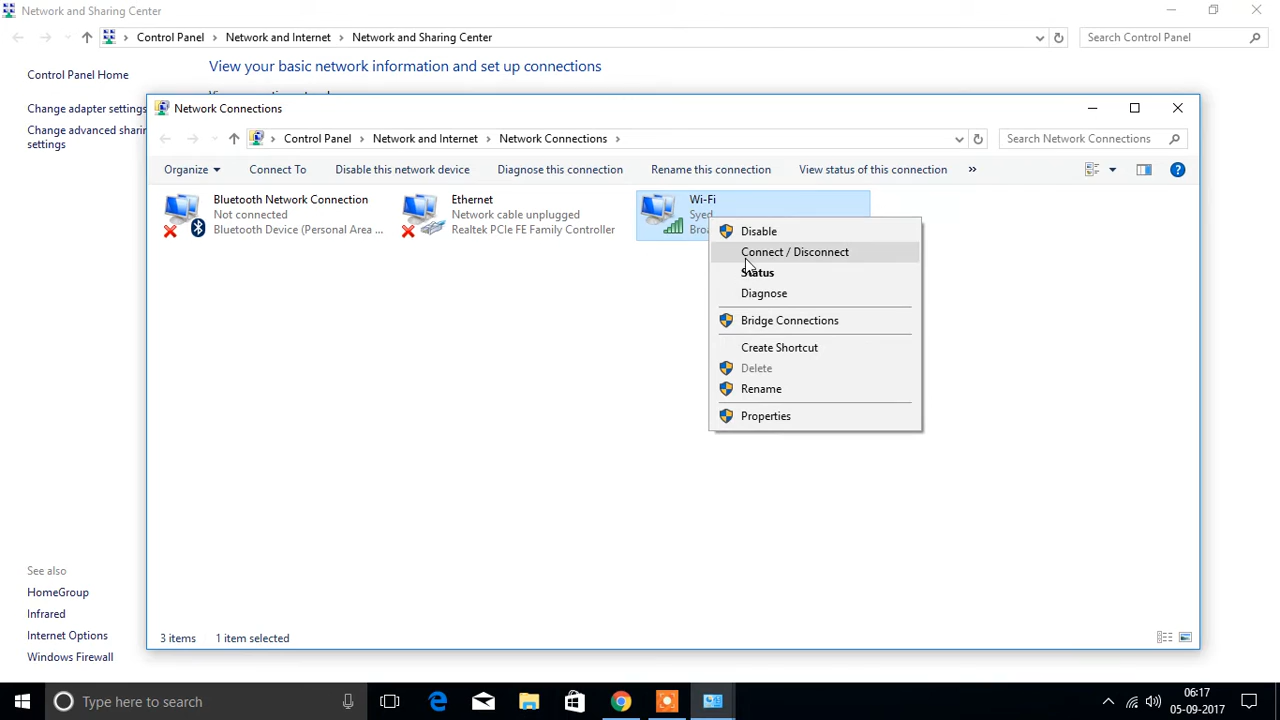 Network and Sharing Center
Control Panel > Network and Internet > Network and Sharing Center
Search Control Panel
Control Panel Home
View your basic network information and set up connections
Change adapter settings
Change advanced sharin
settings
Network Connections
Control Panel > Network and Internet > Network Connections >
Search Network Connections
Organize
Connect To
Disable this network device
Diagnose this connection
Rename this connection
View status of this connection
»
Bluetooth Network Connection
Not connected
Bluetooth Device (Personal Area ...
Ethernet
Network cable unplugged
Realtek PCIe FE Family Controller
Wi-Fi
Syed
Broa
Disable
Connect / Disconnect
Status
Diagnose
Bridge Connections
Create Shortcut
Delete
Rename
Properties
See also
HomeGroup
Infrared
Internet Options
Windows Firewall
3 items
1 item selected
Type here to search
06:17
05-09-2017